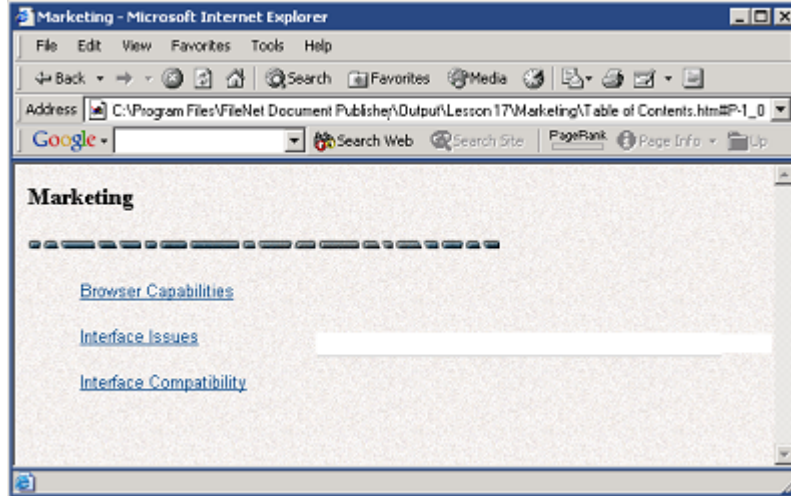 Marketing - Microsoft Internet Explorer
File Edit View Favorites Tools Help
Back Search Favorites Media
Address C:\Program Files\FileNet Document Publisher\Output\Lesson 17\Marketing\Table of Contents.htm#P-1_0
Google Search Web Search Site PageRank Page Info Up
Marketing
Browser Capabilities
Interface Issues
Interface Compatibility